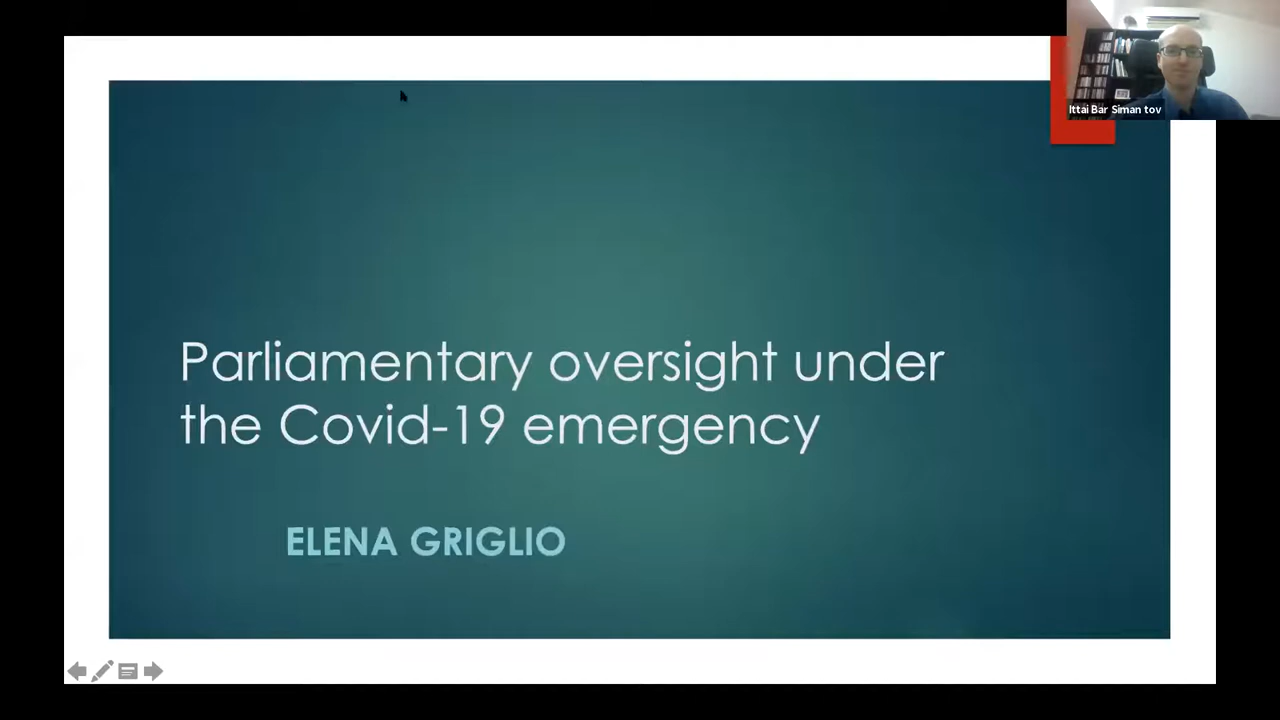 Ittai Bar Siman tov
Parliamentary oversight under
the Covid-19 emergency
ELENA GRIGLIO